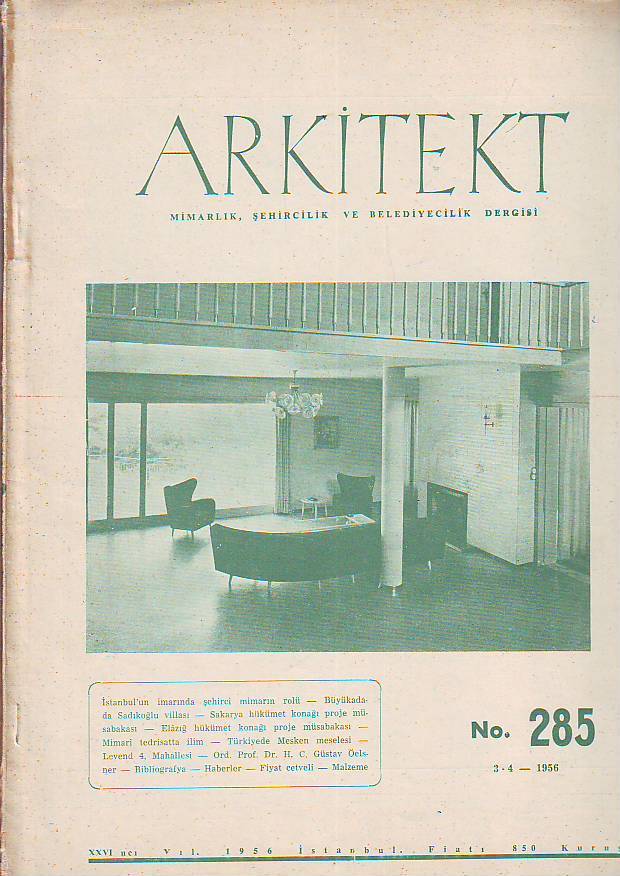 ARKİTEKT
MİMARLIK, ŞEHİRCİLİK VE BELEDİYECİLİK DERGİSİ
İstanbul'un imarında şehirci mimarın rolü — Büyükada-
da Sadıkoğlu villası — Sakarya hükümet konağı proje mü-
sabakası — Elâzığ hükümet konağı proje müsabakası —
Mimari tedrisatta ilim — Türkiyede Mesken meselesi —
Levend 4. Mahallesi — Ord. Prof. Dr. H. C. Güstav Öels-
ner — Bibliografya — Haberler — Fiyat cetveli — Malzeme
No. 285
3-4 — 1956
XXVI ncı Yıl. 1956 İstanbul. Fiatı 850 Kuruş